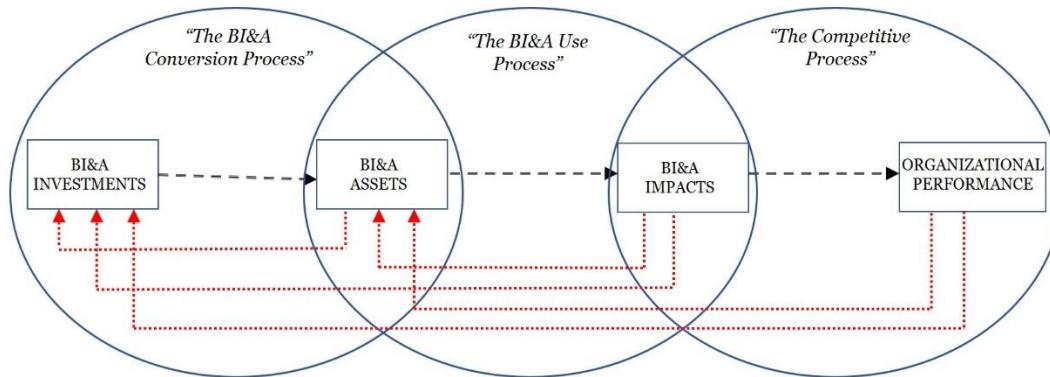 “The BI&A
Conversion Process”
“The BI&A Use
Process”
“The Competitive
Process”
BI&A
INVESTMENTS
BI&A
ASSETS
BI&A
IMPACTS
ORGANIZATIONAL
PERFORMANCE